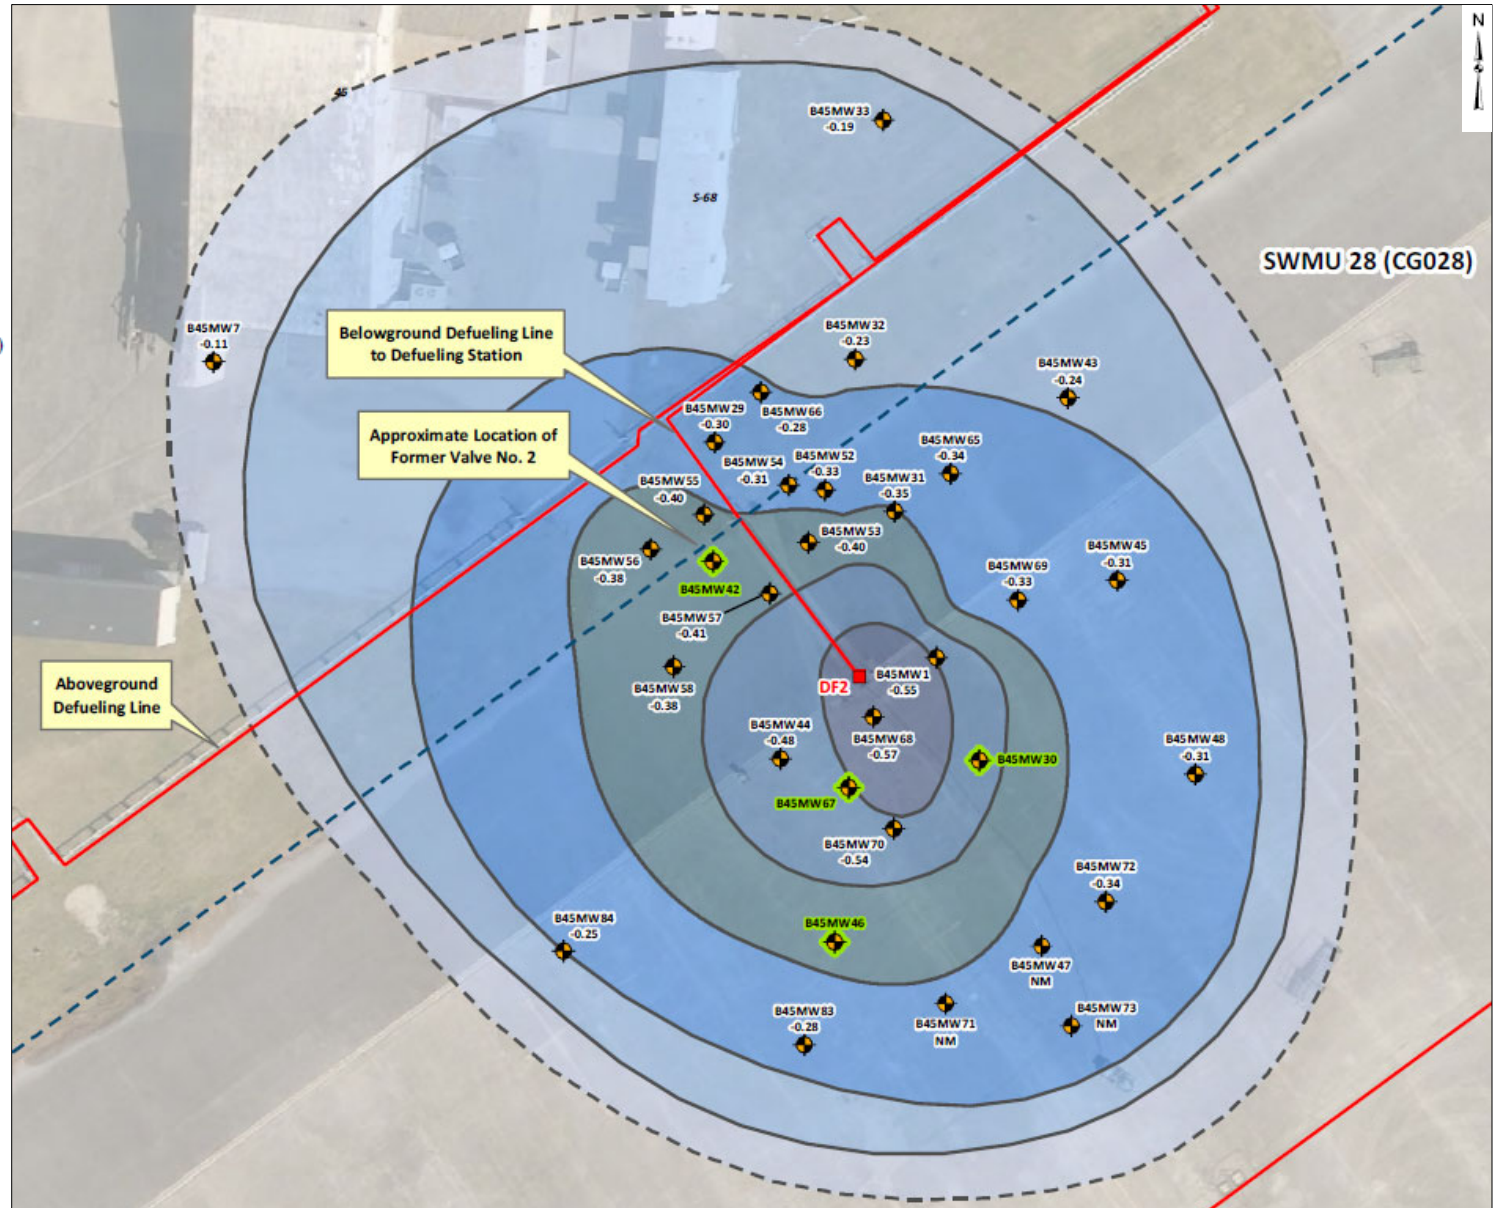 N
46
B45MW33
-0.19
S-68
SWMU 28 (CG028)
B45MW7
-0.11
Belowground Defueling Line
to Defueling Station
B45MW32
-0.23
B45MW43
-0.24
B45MW29
-0.30
B45MW66
-0.28
Approximate Location of
Former Valve No. 2
B45MW65
-0.34
B45MW54
-0.31
B45MW52
-0.33
B45MW55
-0.40
B45MW31
-0.35
B45MW53
-0.40
B45MW56
-0.38
B45MW42
B45MW45
-0.31
B45MW69
-0.33
B45MW57
-0.41
Aboveground
Defueling Line
B45MW58
-0.38
DF2
B45MW1
-0.55
B45MW44
-0.48
B45MW68
-0.57
B45MW30
B45MW48
-0.31
B45MW67
B45MW70
-0.54
B45MW72
-0.34
B45MW84
-0.25
B45MW46
B45MW47
NM
B45MW83
-0.28
B45MW71
NM
B45MW73
NM